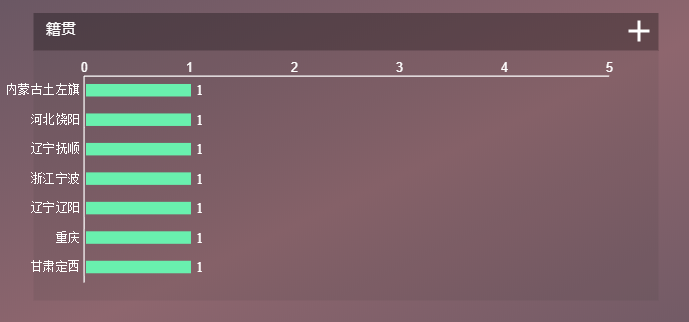 籍贯
0 1 2 3 4 5
内蒙古土左旗 1
河北饶阳 1
辽宁抚顺 1
浙江宁波 1
辽宁辽阳 1
重庆 1
甘肃定西 1